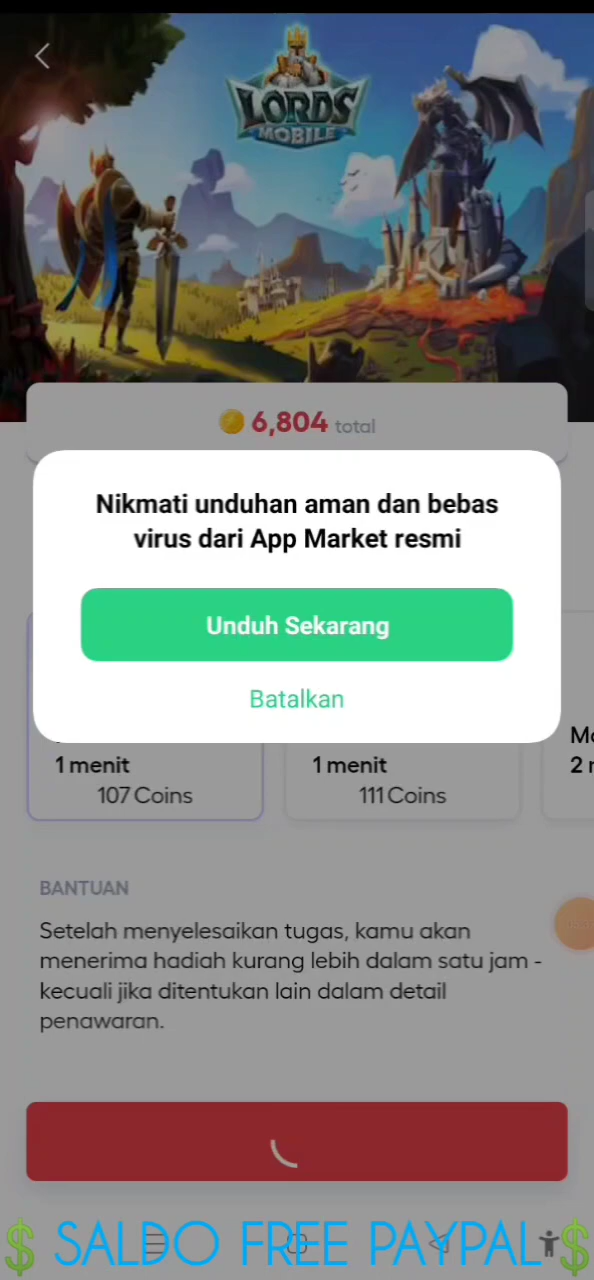 LORDS
MOBILE
6,804 total
Nikmati unduhan aman dan bebas
virus dari App Market resmi
Unduh Sekarang
Batalkan
1 menit
107 Coins
1 menit
111 Coins
BANTUAN
Setelah menyelesaikan tugas, kamu akan
menerima hadiah kurang lebih dalam satu jam -
kecuali jika ditentukan lain dalam detail
penawaran.
$ SALDO FREE PAYPAL $